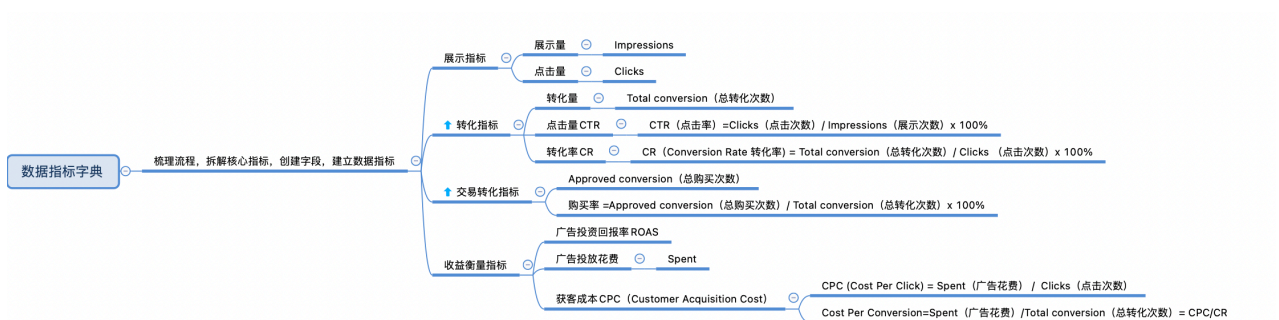 数据指标字典
梳理流程，拆解核心指标，创建字段，建立数据指标
展示指标
展示量
Impressions
点击量
Clicks
转化指标
转化量
Total conversion（总转化次数）
点击量CTR
CTR（点击率）=Clicks（点击次数）/ Impressions（展示次数）x 100%
转化率CR
CR（Conversion Rate 转化率) = Total conversion（总转化次数）/ Clicks （点击次数）x 100%
交易转化指标
Approved conversion（总购买次数）
购买率 =Approved conversion（总购买次数）/ Total conversion（总转化次数）x 100%
收益衡量指标
广告投资回报率ROAS
广告投放花费
Spent
获客成本CPC（Customer Acquisition Cost）
CPC (Cost Per Click) = Spent（广告花费） / Clicks（点击次数）
Cost Per Conversion=Spent（广告花费）/Total conversion（总转化次数）= CPC/CR